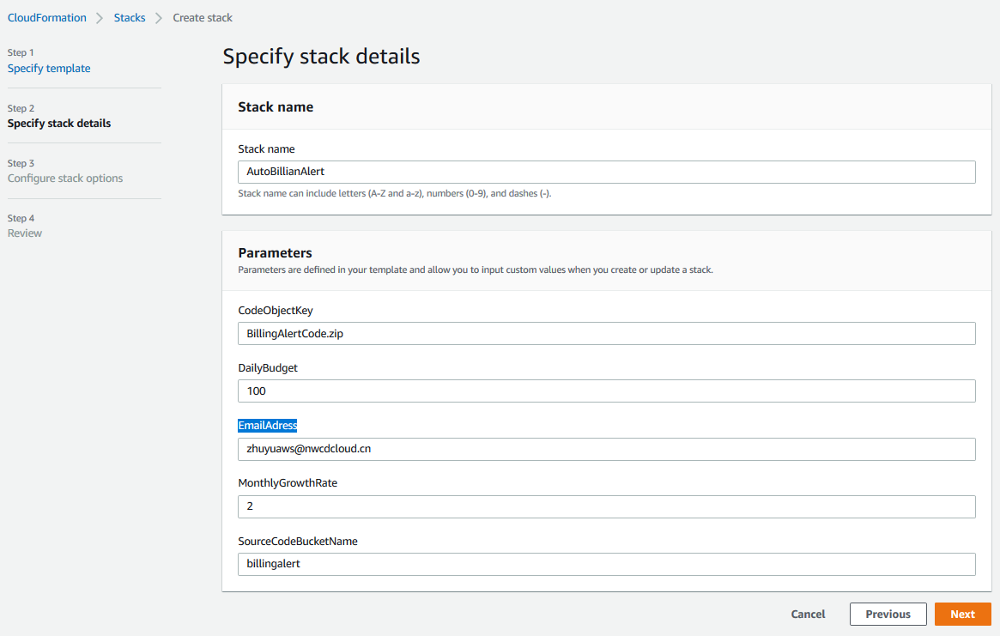 CloudFormation > Stacks > Create stack
Step 1
Specify template
Step 2
Specify stack details
Step 3
Configure stack options
Step 4
Review
Specify stack details
Stack name
Stack name
AutoBillianAlert
Stack name can include letters (A-Z and a-z), numbers (0-9), and dashes (-).
Parameters
Parameters are defined in your template and allow you to input custom values when you create or update a stack.
CodeObjectKey
BillingAlertCode.zip
DailyBudget
100
EmailAdress
zhuyuaws@nwcdcloud.cn
MonthlyGrowthRate
2
SourceCodeBucketName
billingalert
Cancel Previous Next